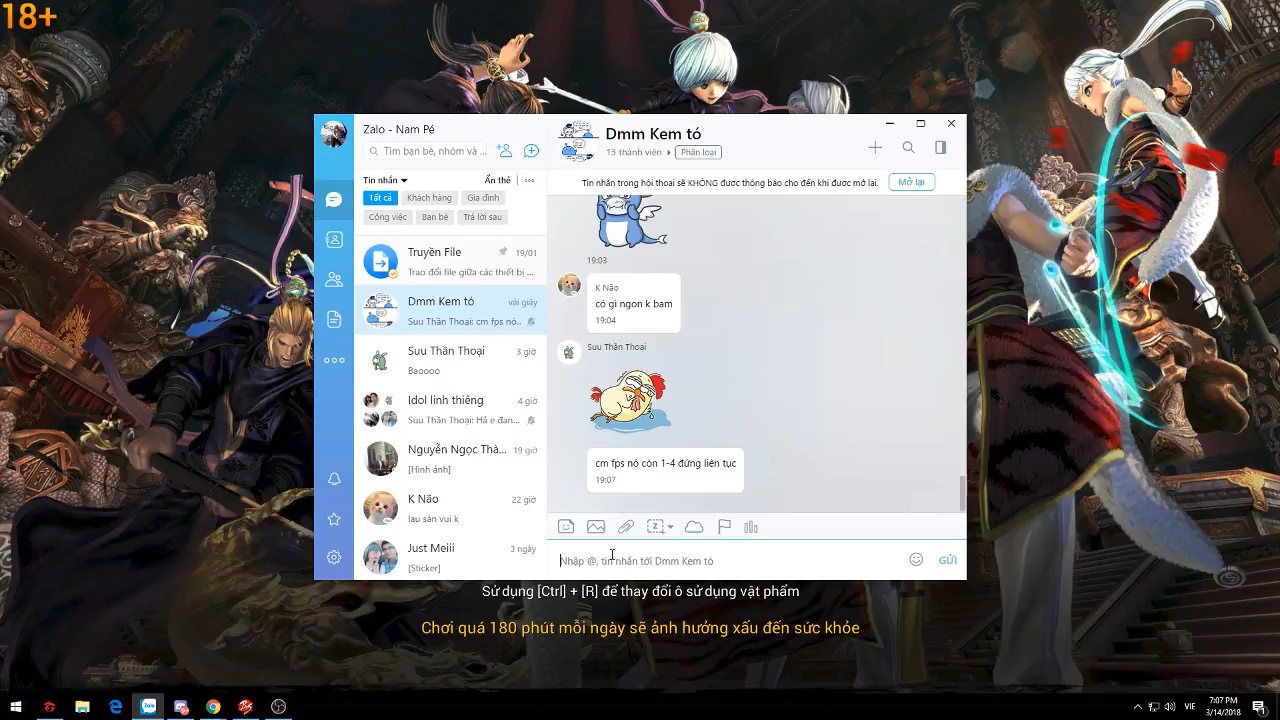 18+
Zalo - Nam Pé
Tìm bạn bè, nhóm và ...
Tin nhắn
Ẩn thẻ
Tất cả
Khách hàng
Gia đình
Công việc
Bạn bè
Trả lời sau
Truyền File
19/01
Trao đổi file giữa các thiết bị ...
Dmm Kem tó
vài giây
Suu Thần Thoại: cm fps nó..
Suu Thần Thoại
3 giờ
Baoooo
Idol linh thiêng
4 giờ
Suu Thần Thoại: Hả e đan...
Nguyễn Ngọc Thà...
19 giờ
[Hình ảnh]
K Não
22 giờ
lau sàn vui k
Just Meiii
3 ngày
[Sticker]
Dmm Kem tó
13 thành viên
Phân loại
Tin nhắn trong hội thoại sẽ KHÔNG được thông báo cho đến khi được mở lại.
Mở lại
19:03
K Não
có gì ngon k bam
19:04
Suu Thần Thoại
cm fps nó còn 1-4 đứng liên tục
19:07
Nhập @, tin nhắn tới Dmm Kem tó
GỬI
Sử dụng [Ctrl] + [R] để thay đổi ô sử dụng vật phẩm
Chơi quá 180 phút mỗi ngày sẽ ảnh hưởng xấu đến sức khỏe
Zalo
VIE
7:07 PM
3/14/2018
1